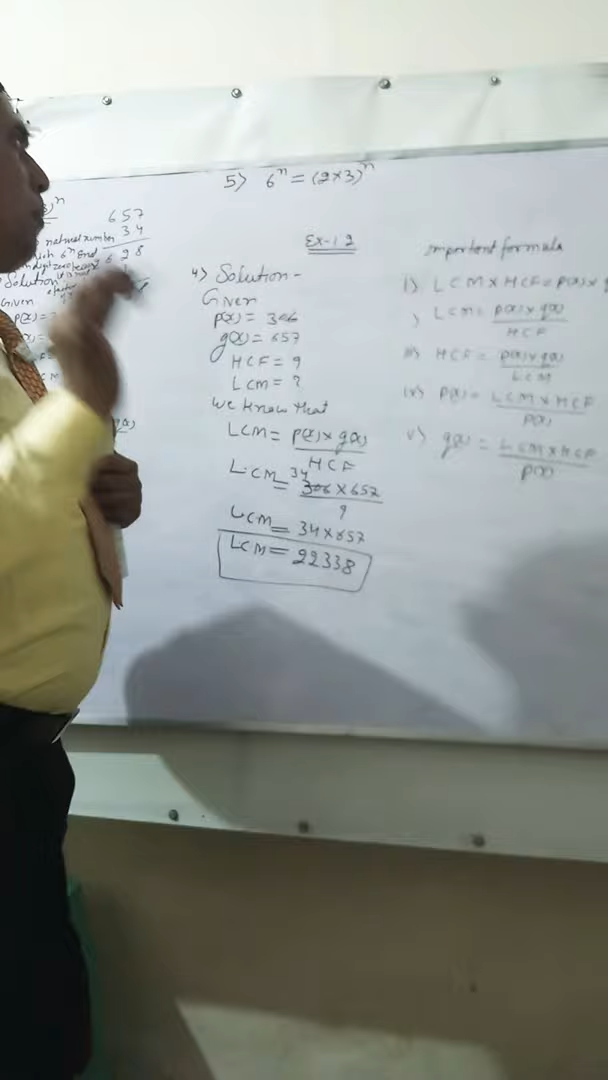 5) 6ⁿ = (2×3)ⁿ
657
34
natural number
628
Solution
Given
Ex-1.2
4) Solution-
Given
p(x) = 306
g(x) = 657
HCF = 9
LCM = ?
we know that
LCM = p(x) × g(x)
HCF
34
LCM = 306 × 657
9
LCM = 34 × 657
LCM = 22338
important formula
i) LCM × HCF = p(x) ×
) LCM = p(x) × g(x)
HCF
iii) HCF = p(x) × g(x)
LCM
iv) p(x) = LCM × HCF
p(x)
v) g(x) = LCM × HCF
p(x)